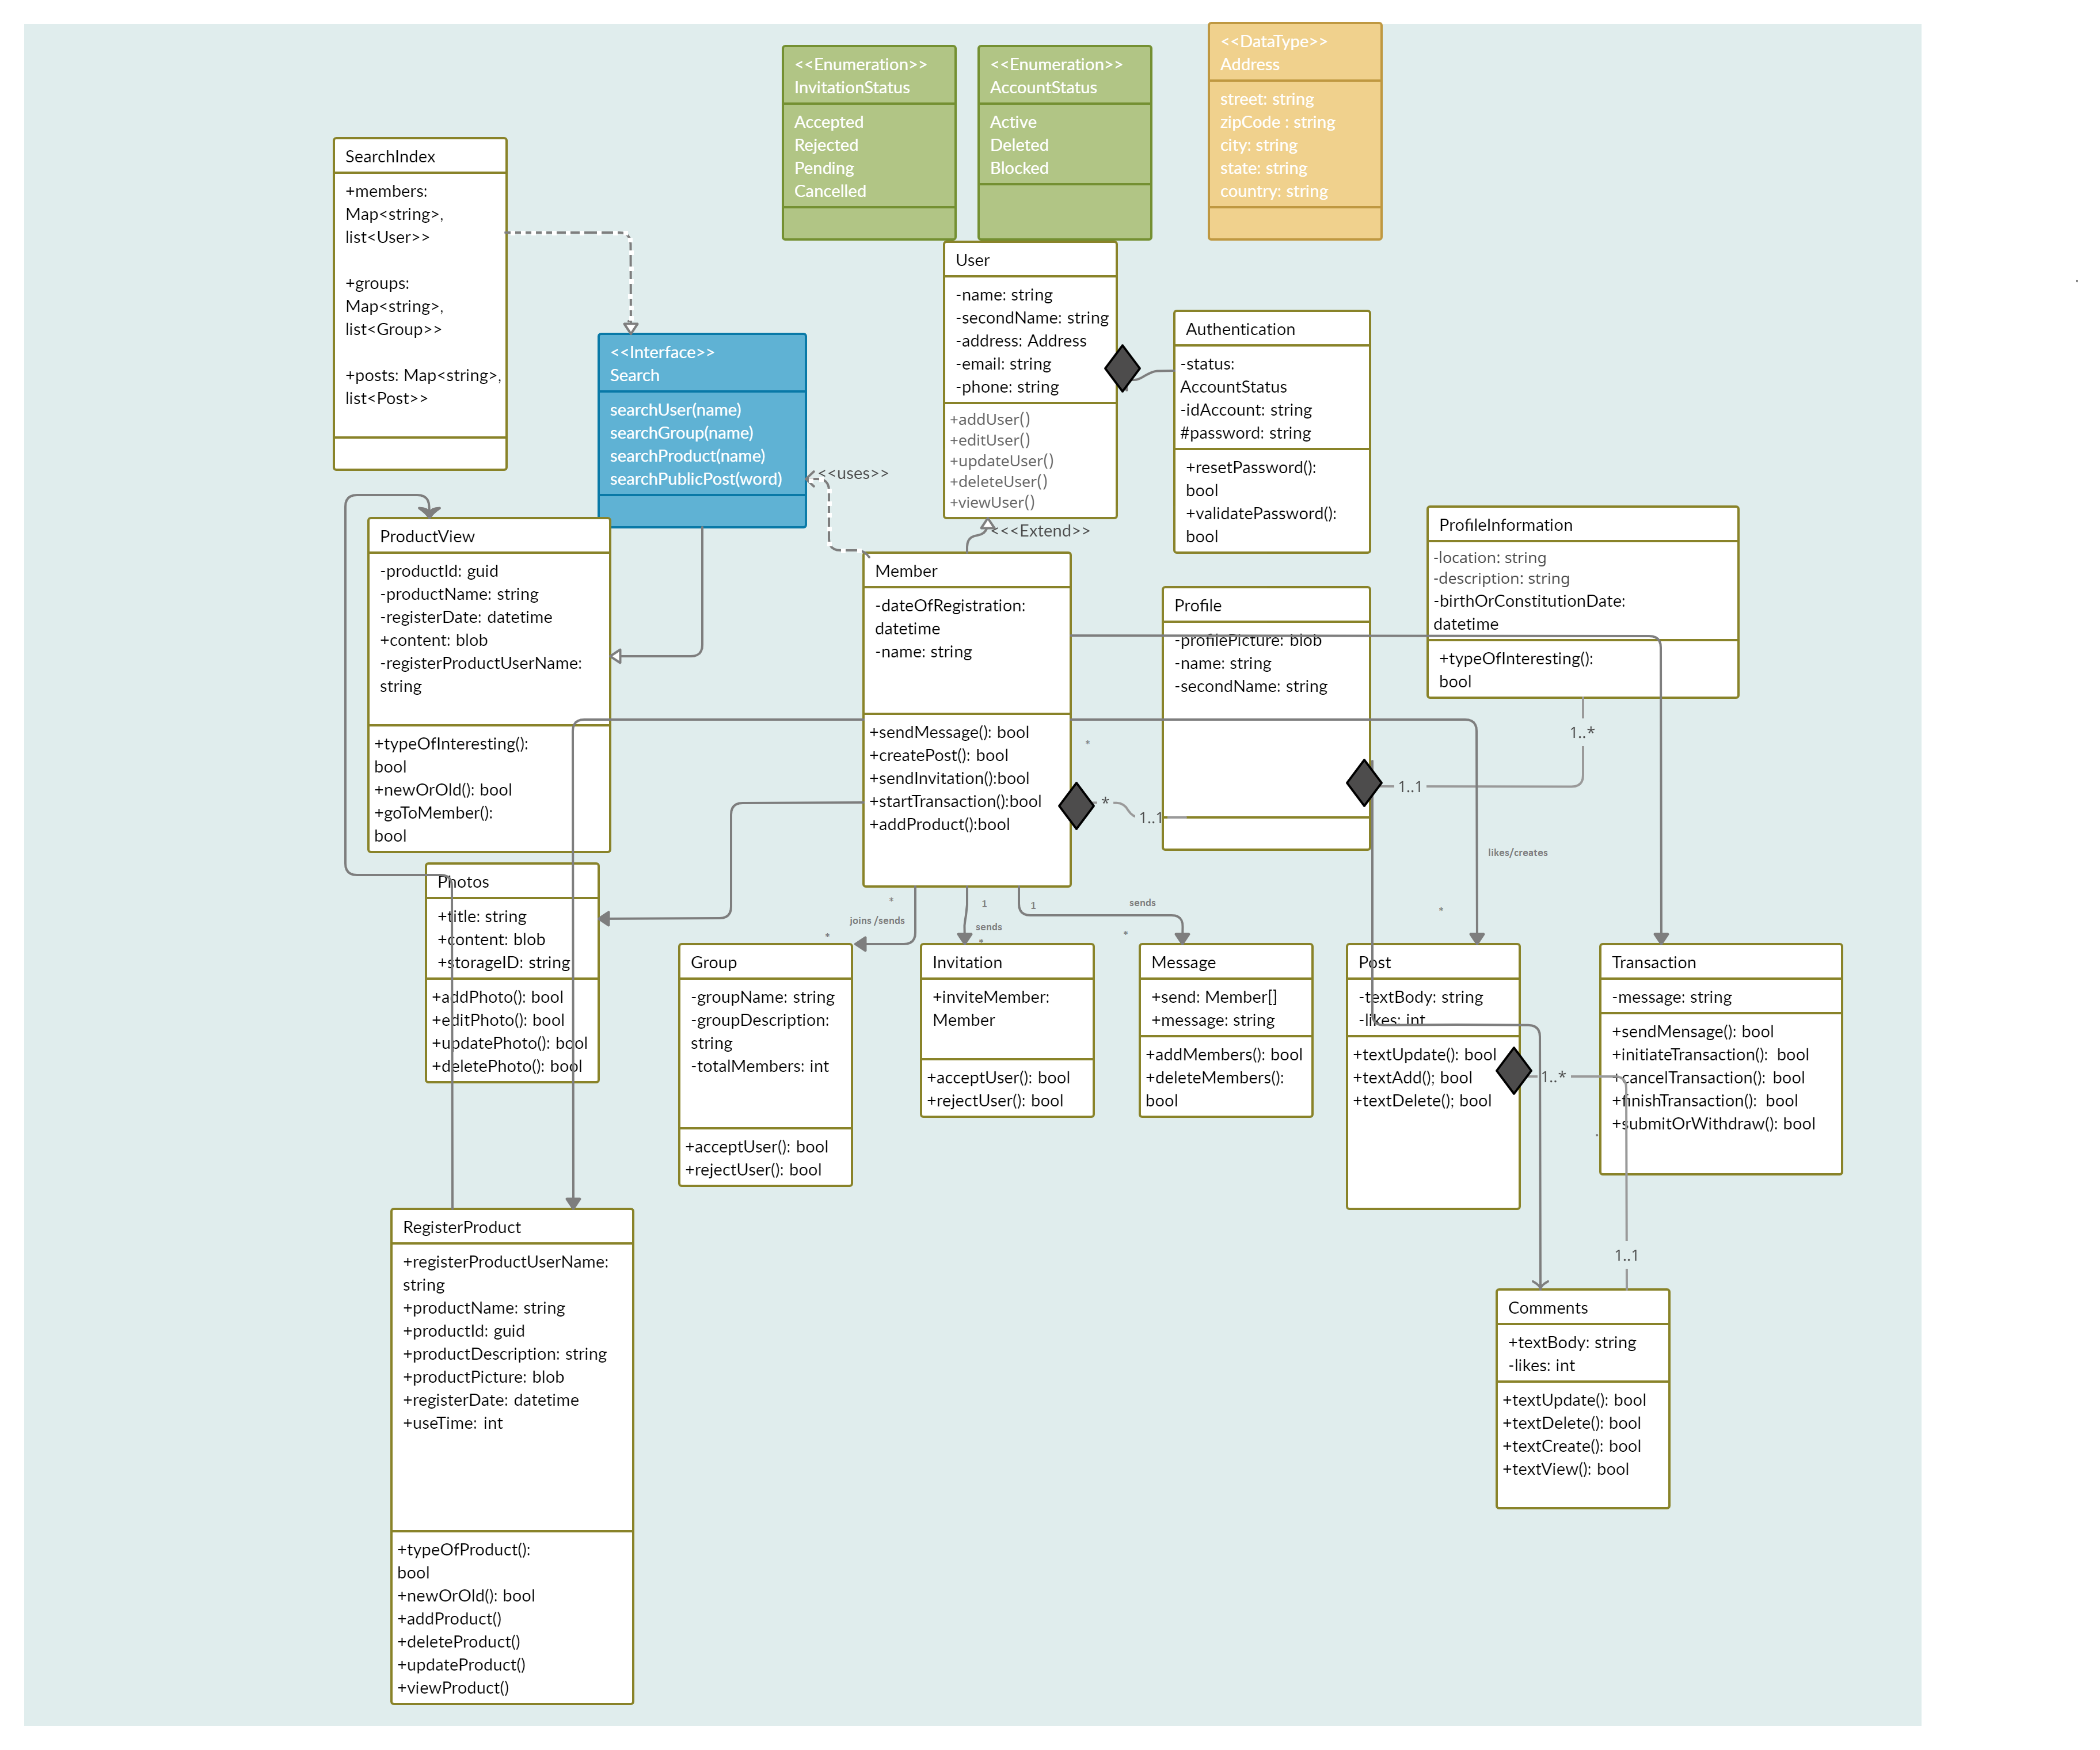 <<Enumeration>>
InvitationStatus
Accepted
Rejected
Pending
Cancelled
<<Enumeration>>
AccountStatus
Active
Deleted
Blocked
<<DataType>>
Address
street: string
zipCode : string
city: string
state: string
country: string
SearchIndex
+members:
Map<string>,
list<User>>
+groups:
Map<string>,
list<Group>>
+posts: Map<string>,
list<Post>>
<<Interface>>
Search
searchUser(name)
searchGroup(name)
searchProduct(name)
searchPublicPost(word)
<<uses>>
User
-name: string
-secondName: string
-address: Address
-email: string
-phone: string
+addUser()
+editUser()
+updateUser()
+deleteUser()
+viewUser()
<<<Extend>>
Authentication
-status:
AccountStatus
-idAccount: string
#password: string
+resetPassword():
bool
+validatePassword():
bool
ProfileInformation
-location: string
-description: string
-birthOrConstitutionDate:
datetime
+typeOfInteresting():
bool
1..*
1..1
ProductView
-productId: guid
-productName: string
-registerDate: datetime
+content: blob
-registerProductUserName:
string
+typeOfInteresting():
bool
+newOrOld(): bool
+goToMember():
bool
Member
-dateOfRegistration:
datetime
-name: string
+sendMessage(): bool
+createPost(): bool
+sendInvitation():bool
+startTransaction():bool
+addProduct():bool
*
1..1
Profile
-profilePicture: blob
-name: string
-secondName: string
*
likes/creates
*
Photos
+title: string
+content: blob
+storageID: string
+addPhoto(): bool
+editPhoto(): bool
+updatePhoto(): bool
+deletePhoto(): bool
*
joins /sends
*
1
sends
*
1
sends
*
Group
-groupName: string
-groupDescription:
string
-totalMembers: int
+acceptUser(): bool
+rejectUser(): bool
Invitation
+inviteMember:
Member
+acceptUser(): bool
+rejectUser(): bool
Message
+send: Member[]
+message: string
+addMembers(): bool
+deleteMembers():
bool
Post
-textBody: string
-likes: int
+textUpdate(): bool
+textAdd(); bool
+textDelete(); bool
1..*
1..1
Transaction
-message: string
+sendMensage(): bool
+initiateTransaction(): bool
+cancelTransaction(): bool
+finishTransaction(): bool
+submitOrWithdraw(): bool
RegisterProduct
+registerProductUserName:
string
+productName: string
+productId: guid
+productDescription: string
+productPicture: blob
+registerDate: datetime
+useTime: int
+typeOfProduct():
bool
+newOrOld(): bool
+addProduct()
+deleteProduct()
+updateProduct()
+viewProduct()
Comments
+textBody: string
-likes: int
+textUpdate(): bool
+textDelete(): bool
+textCreate(): bool
+textView(): bool